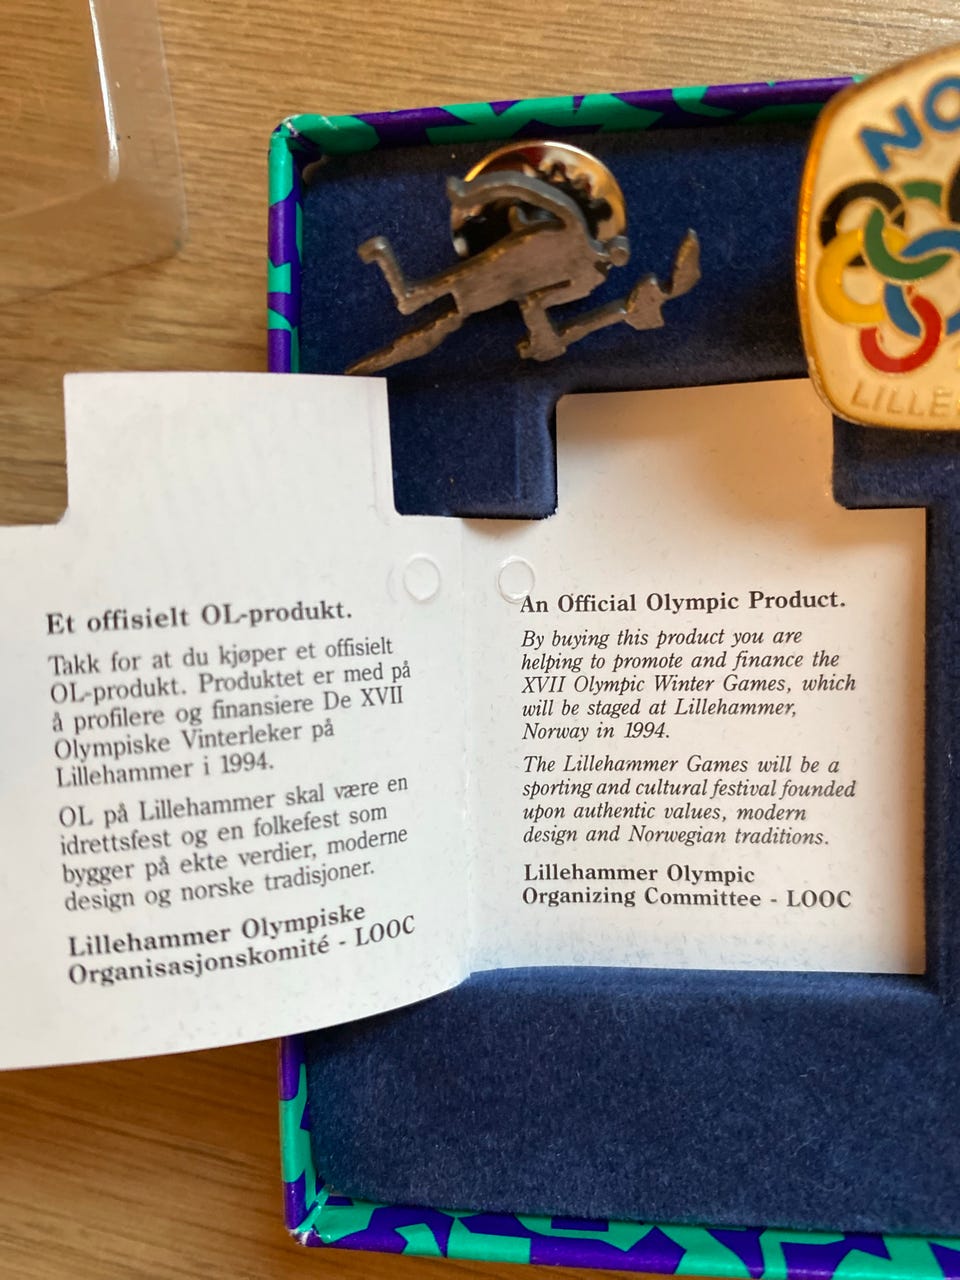 NO
LILLE
Et offisielt OL-produkt.
Takk for at du kjøper et offisielt
OL-produkt. Produktet er med på
å profilere og finansiere De XVII
Olympiske Vinterleker på
Lillehammer i 1994.
OL på Lillehammer skal være en
idrettsfest og en folkefest som
bygger på ekte verdier, moderne
design og norske tradisjoner.
Lillehammer Olympiske
Organisasjonskomité - LOOC
An Official Olympic Product.
By buying this product you are
helping to promote and finance the
XVII Olympic Winter Games, which
will be staged at Lillehammer,
Norway in 1994.
The Lillehammer Games will be a
sporting and cultural festival founded
upon authentic values, modern
design and Norwegian traditions.
Lillehammer Olympic
Organizing Committee - LOOC